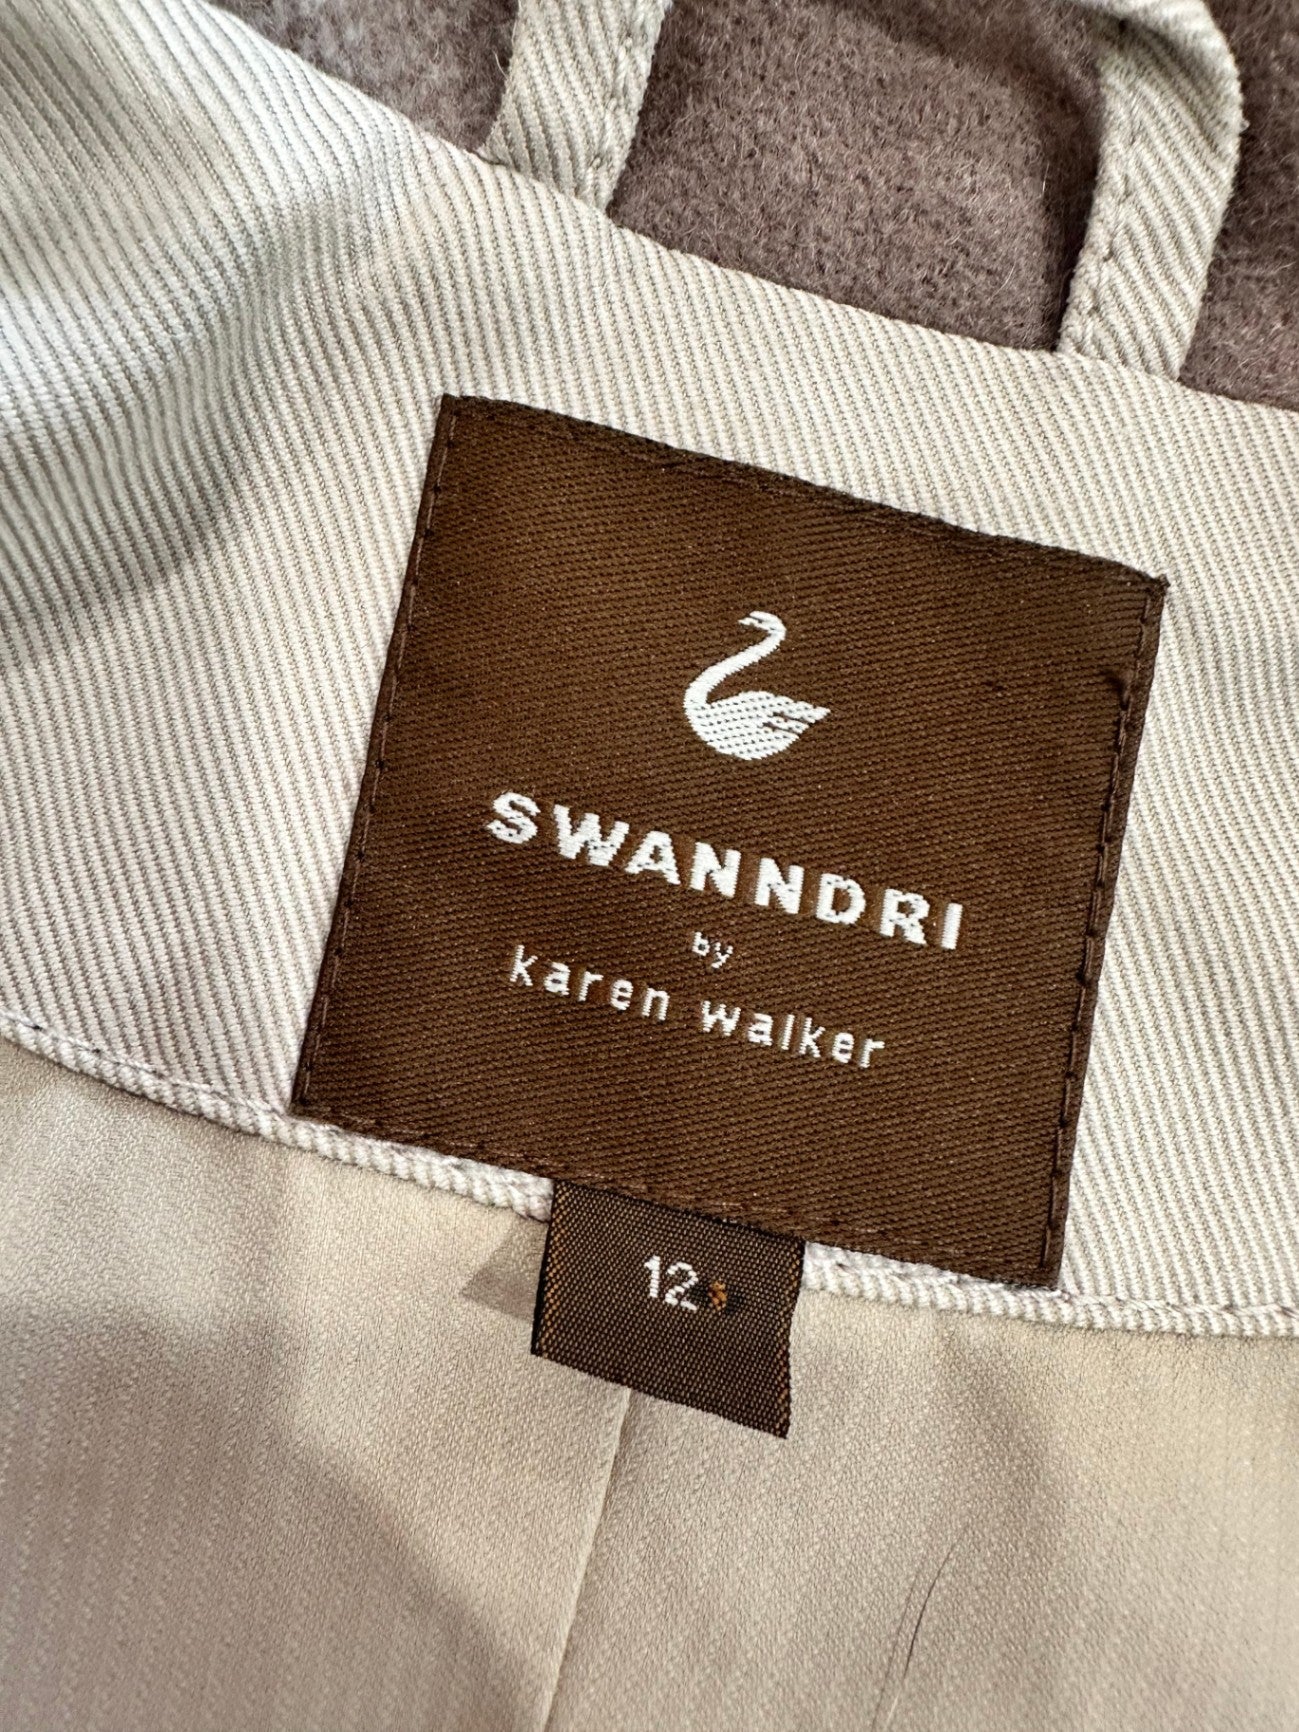 SWANNDRI
by
karen walker
12